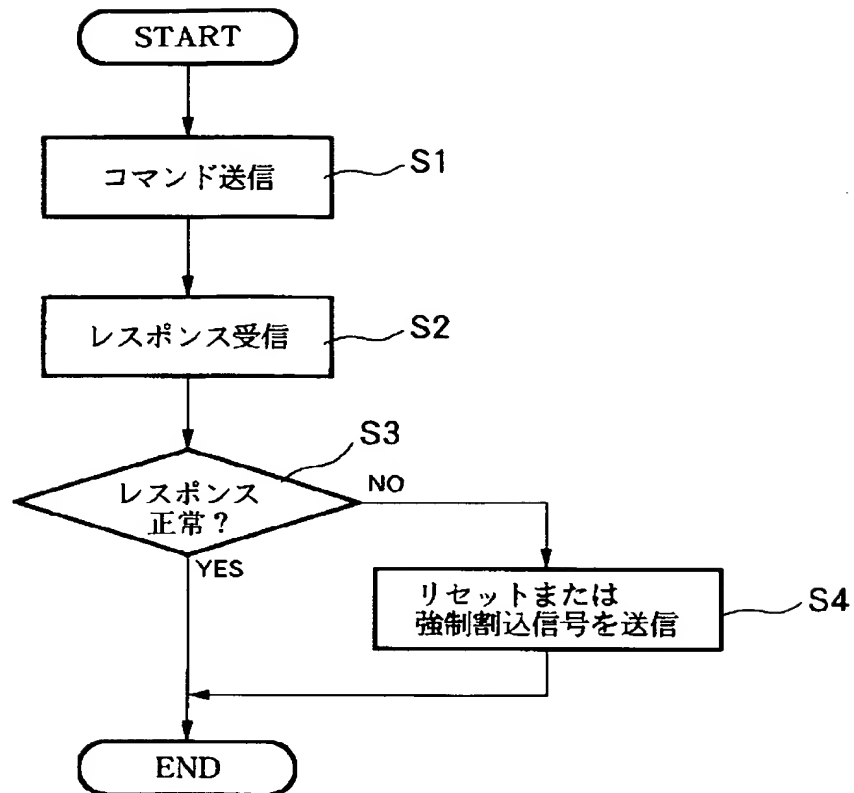 START
コマンド送信
S1
レスポンス受信
S2
S3
レスポンス
正常？
NO
YES
リセットまたは
強制割込信号を送信
S4
END